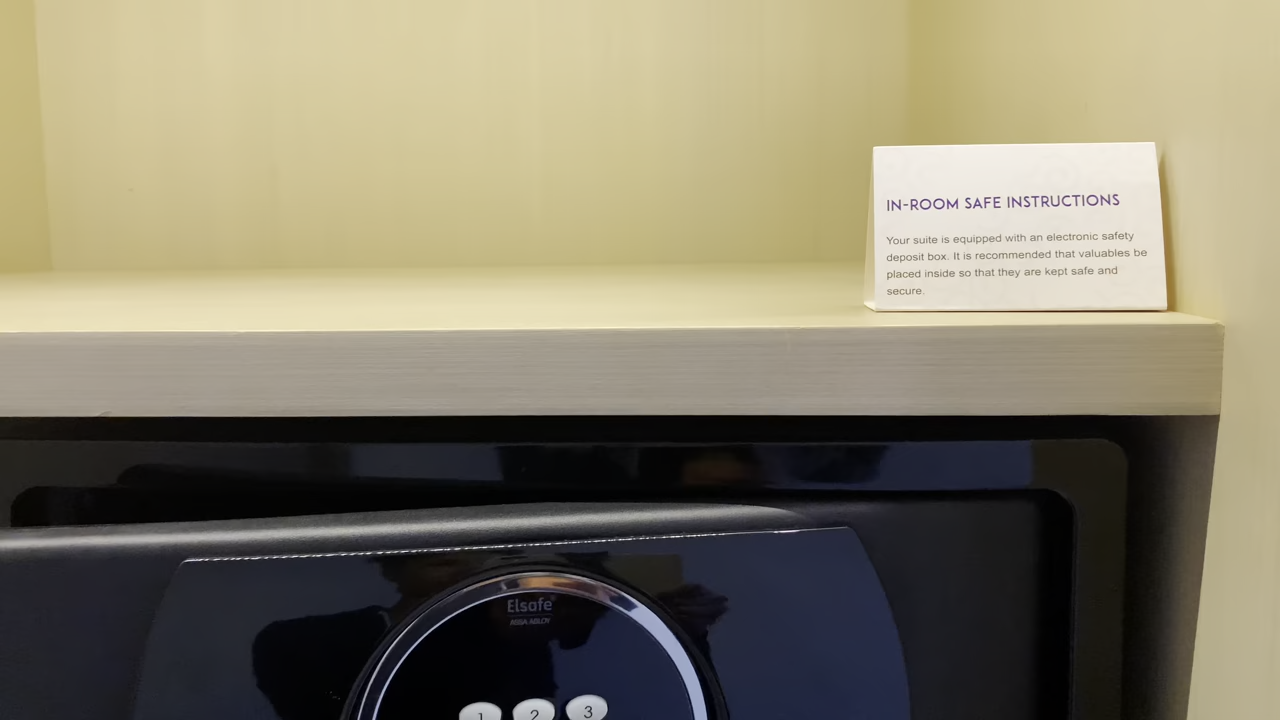 IN-ROOM SAFE INSTRUCTIONS
Your suite is equipped with an electronic safety
deposit box. It is recommended that valuables be
placed inside so that they are kept safe and
secure.
Elsafe
ASSA ABLOY
1 2 3